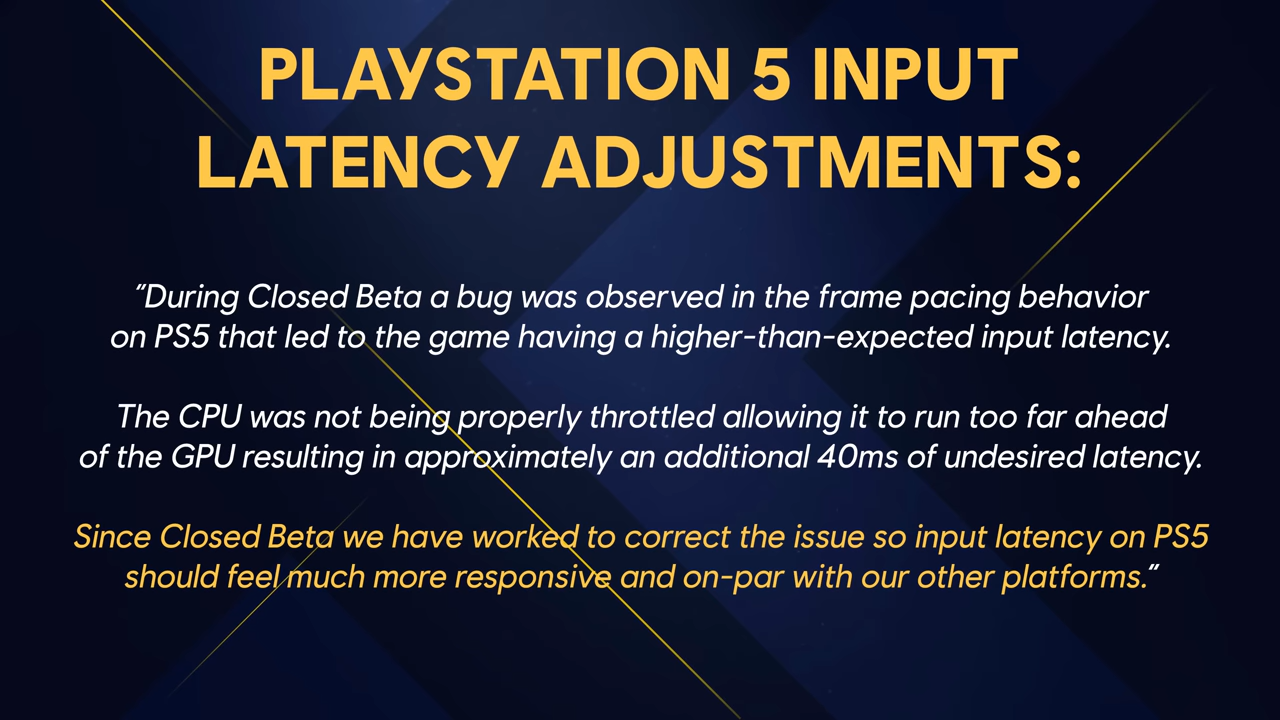 PLAYSTATION 5 INPUT
LATENCY ADJUSTMENTS:
"During Closed Beta a bug was observed in the frame pacing behavior
on PS5 that led to the game having a higher-than-expected input latency.
The CPU was not being properly throttled allowing it to run too far ahead
of the GPU resulting in approximately an additional 40ms of undesired latency.
Since Closed Beta we have worked to correct the issue so input latency on PS5
should feel much more responsive and on-par with our other platforms."